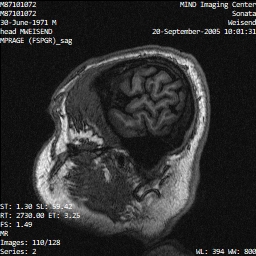 M87101072
M87101072
30-June-1971 M
head MWEISEND
MPRAGE (FSPGR)_sag
MIND Imaging Center
Sonata
Weisend
20-September-2005 10:01:31
ST: 1.30 SL: 59.42
RT: 2730.00 ET: 3.25
FS: 1.49
MR
Images: 110/128
Series: 2
WL: 394 WW: 800